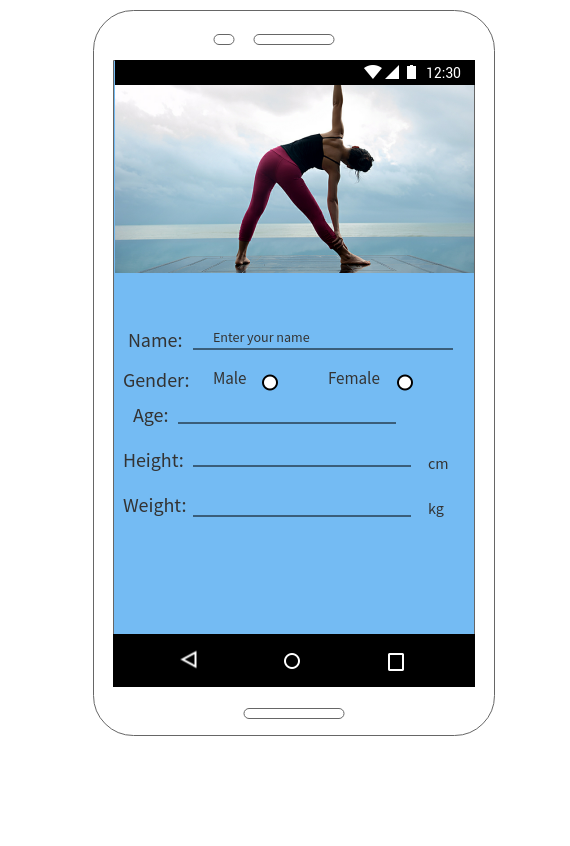 12:30
Name: Enter your name
Gender: Male Female
Age:
Height: cm
Weight: kg